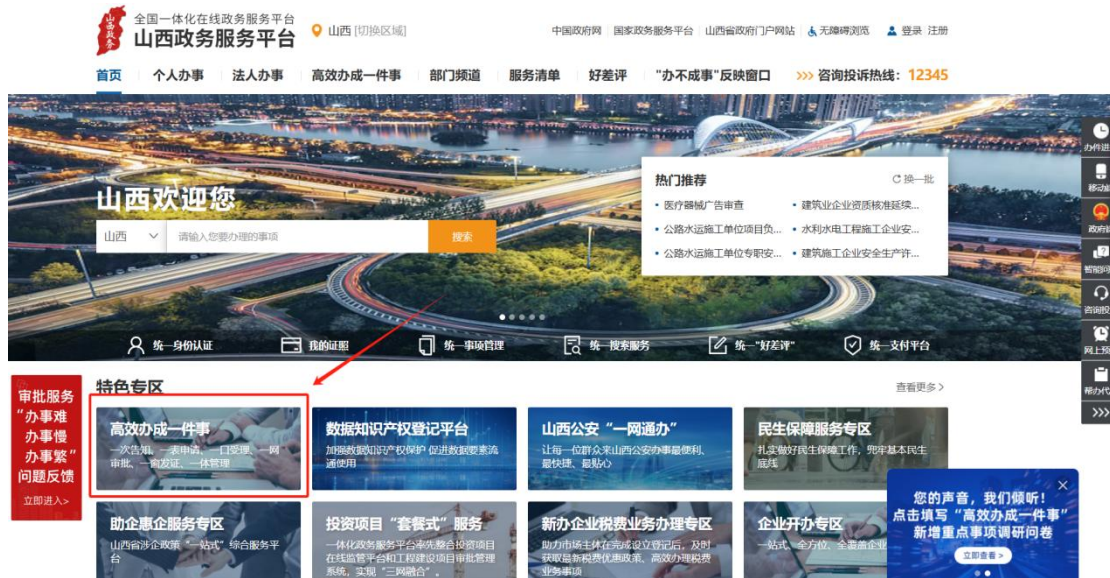 山西政务
全国一体化在线政务服务平台
山西政务服务平台
山西 [切换区域]
中国政府网 国家政务服务平台 山西省政府门户网站 无障碍浏览 登录 注册
首页 个人办事 法人办事 高效办成一件事 部门频道 服务清单 好差评 "办不成事"反映窗口 >>> 咨询投诉热线：12345
山西欢迎您
山西 请输入您要办理的事项 搜索
热门推荐 换一批
• 医疗器械广告审查 • 建筑业企业资质核准延续...
• 公路水运施工单位项目负... • 水利水电工程施工企业安...
• 公路水运施工单位专职安... • 建筑施工企业安全生产许...
办件进
移动端
政府
智能问
咨询投
网上预
帮办代
>>>
统一身份认证 我的证照 统一事项管理 统一搜索服务 统一"好差评" 统一支付平台
审批服务
"办事难
办事慢
办事繁"
问题反馈
立即进入>
特色专区 查看更多 >
高效办成一件事
一次告知、一表申请、一口受理、一网
审批、一窗发证、一体管理
数据知识产权登记平台
加强数据知识产权保护 促进数据要素流
通使用
山西公安“一网通办”
让每一位群众来山西公安办事最便利、
最快捷、最贴心
民生保障服务专区
扎实做好民生保障工作，兜牢基本民生
底线
助企惠企服务专区
山西省涉企政策“一站式”综合服务平
台
投资项目“套餐式”服务
一体化政务服务平台率先整合投资项目
在线监管平台和工程建设项目审批管理
系统，实现“三网融合”。
新办企业税费业务办理专区
助力市场主体在完成设立登记后，及时
获取最新税费优惠政策、高效办理税费
业务事项
企业开办专区
一站式、全方位、全覆盖企业
您的声音，我们倾听！
点击填写“高效办成一件事”
新增重点事项调研问卷
立即查看 >